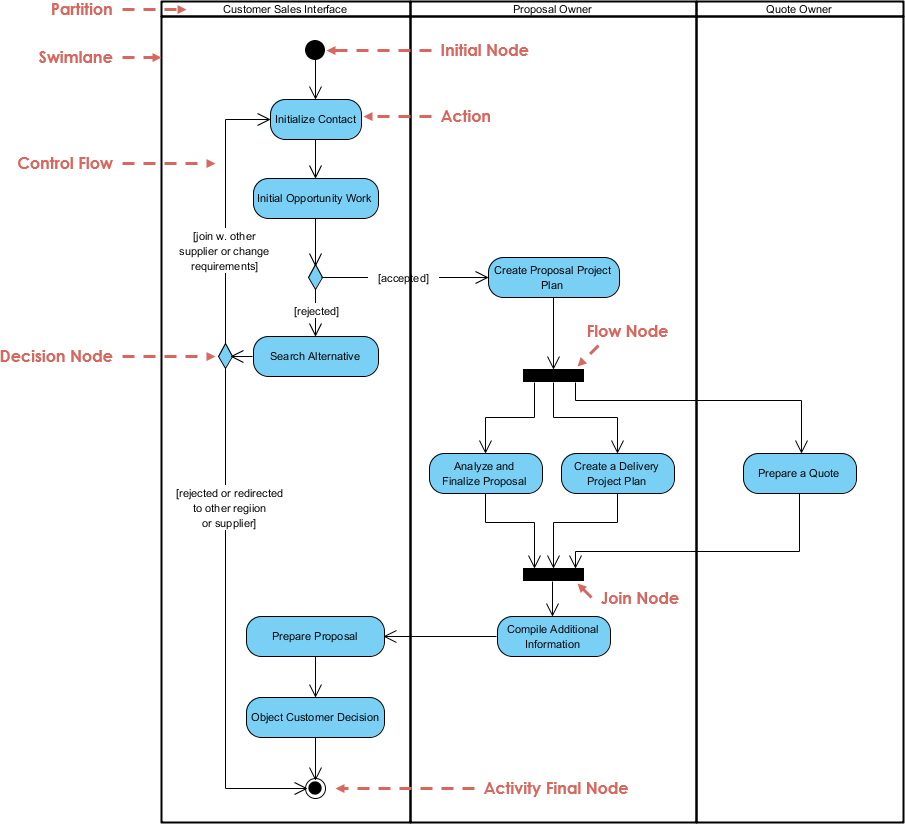 Partition
Customer Sales Interface
Proposal Owner
Quote Owner
Swimlane
Initial Node
Initialize Contact
Action
Control Flow
Initial Opportunity Work
[join w. other
supplier or change
requirements]
[accepted]
Create Proposal Project
Plan
[rejected]
Flow Node
Decision Node
Search Alternative
Analyze and
Finalize Proposal
Create a Delivery
Project Plan
Prepare a Quote
[rejected or redirected
to other regiion
or supplier]
Join Node
Prepare Proposal
Compile Additional
Information
Object Customer Decision
Activity Final Node